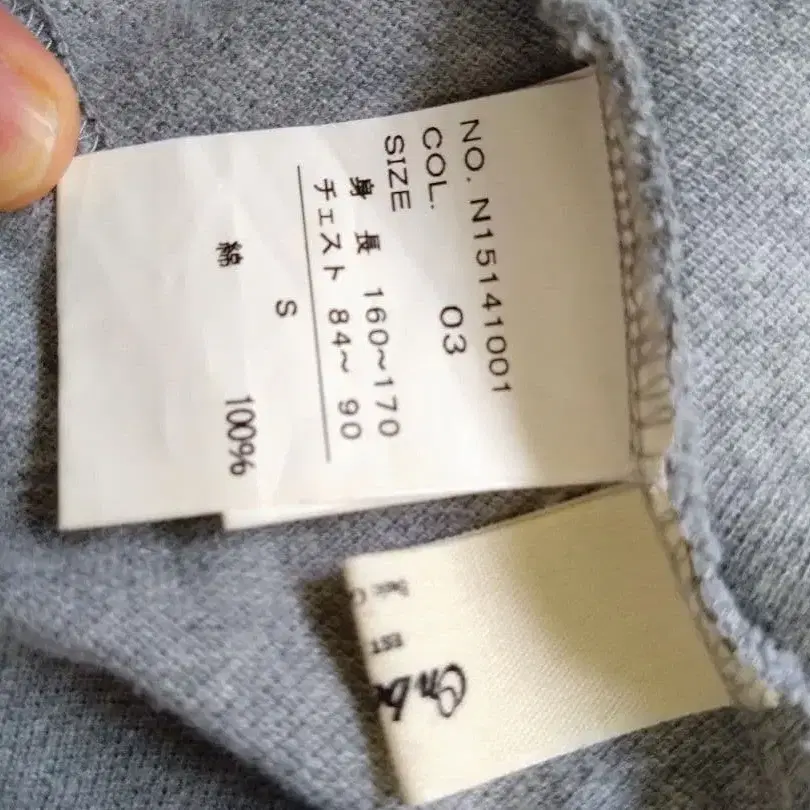 NO. N15141001
COL. 03
SIZE
身長 160~170
チェスト 84~ 90
S
綿 100%